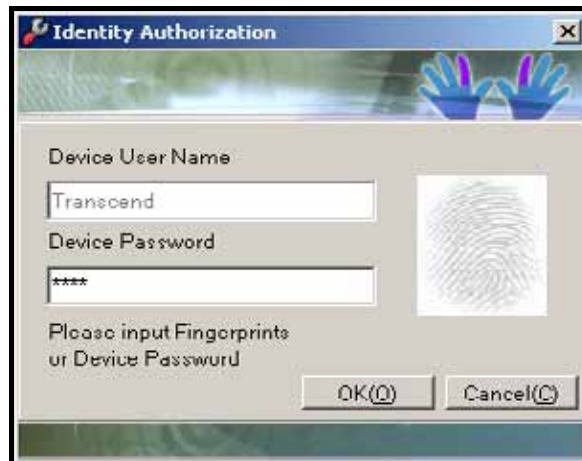 Identity Authorization
Device User Name
Transcend
Device Password
****
Please input Fingerprints
or Device Password
OK(O) Cancel(C)